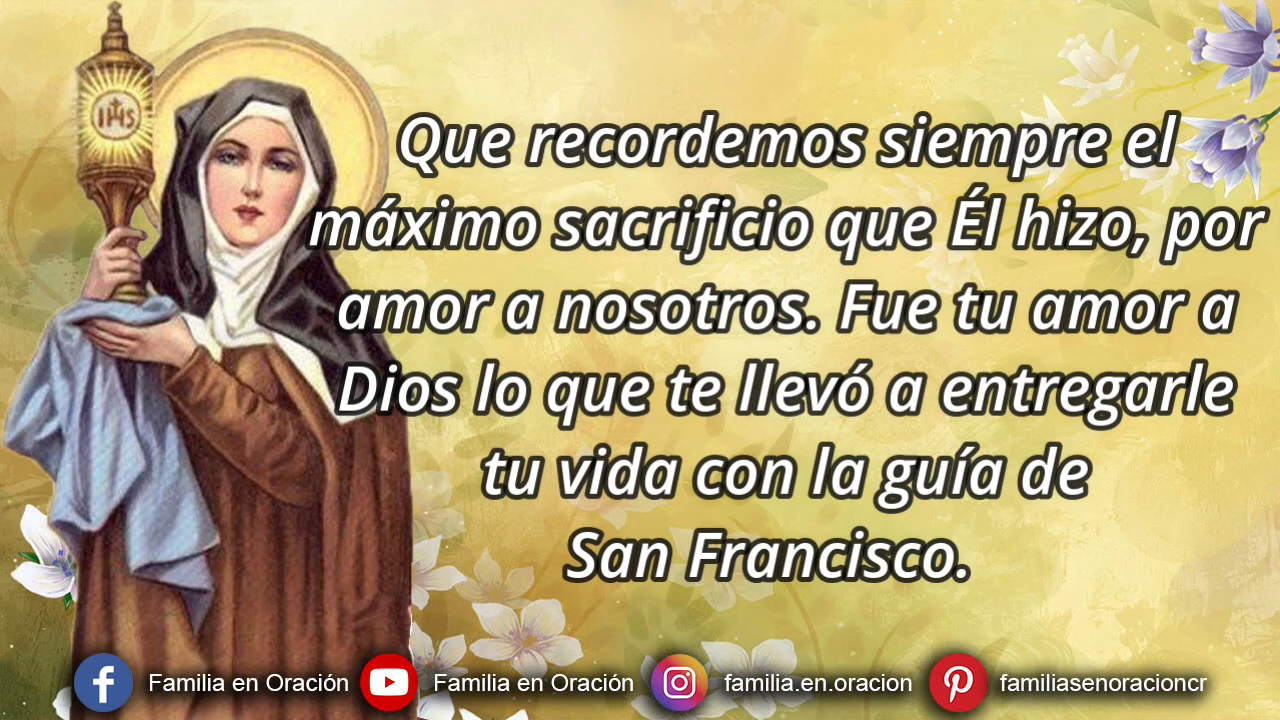 IHS
Que recordemos siempre el
máximo sacrificio que Él hizo, por
amor a nosotros. Fue tu amor a
Dios lo que te llevó a entregarle
tu vida con la guía de
San Francisco.
Familia en Oración
Familia en Oración
familia.en.oracion
familiasenoracioncr